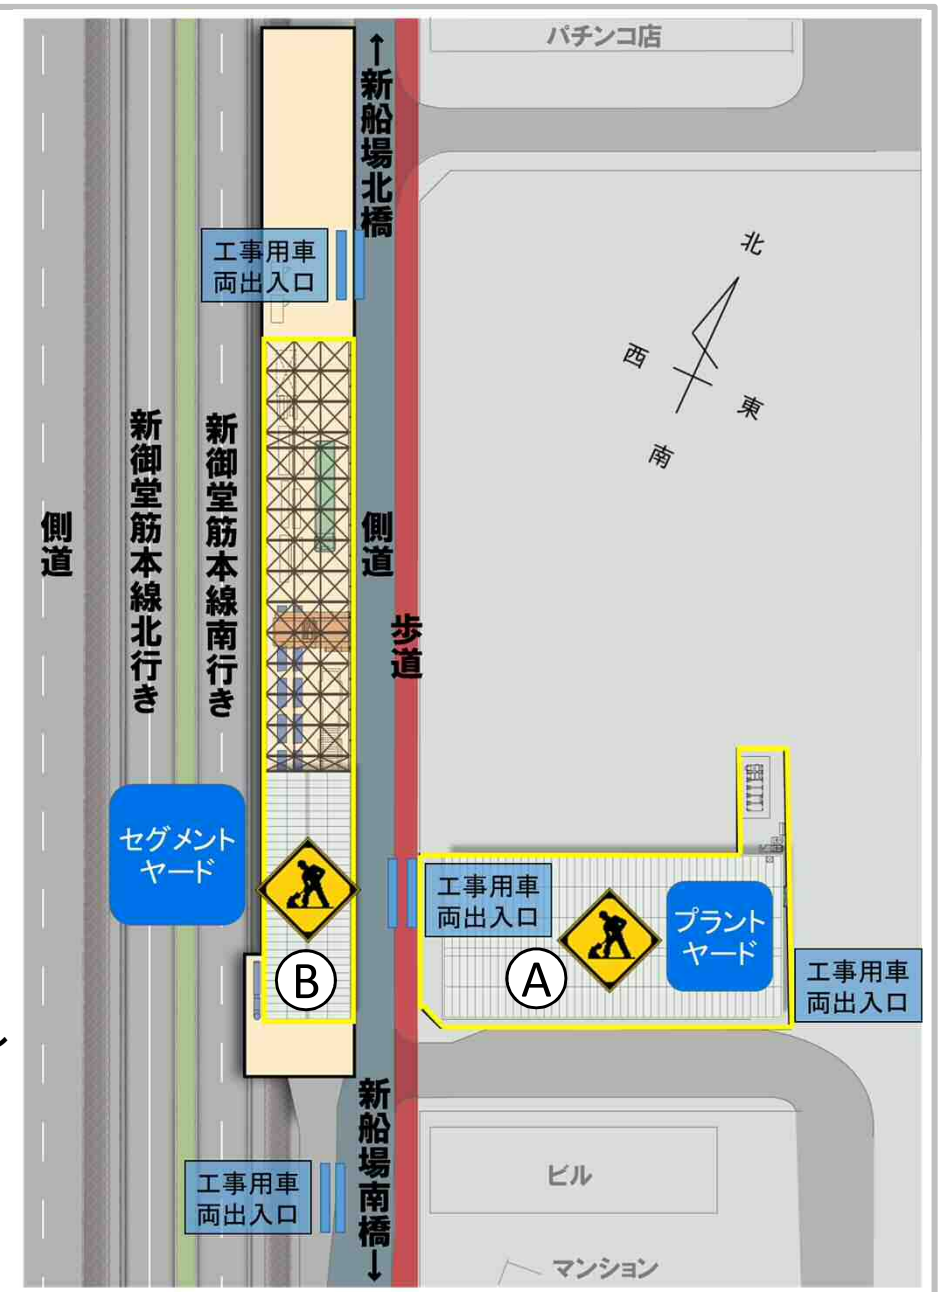 パチンコ店
↑新船場北橋
工事用車
両出入口
北
西
東
南
側道
新御堂筋本線北行き
新御堂筋本線南行き
側道
歩道
セグメント
ヤード
工事用車
両出入口
プラント
ヤード
B
A
工事用車
両出入口
新船場南橋↓
工事用車
両出入口
ビル
マンション